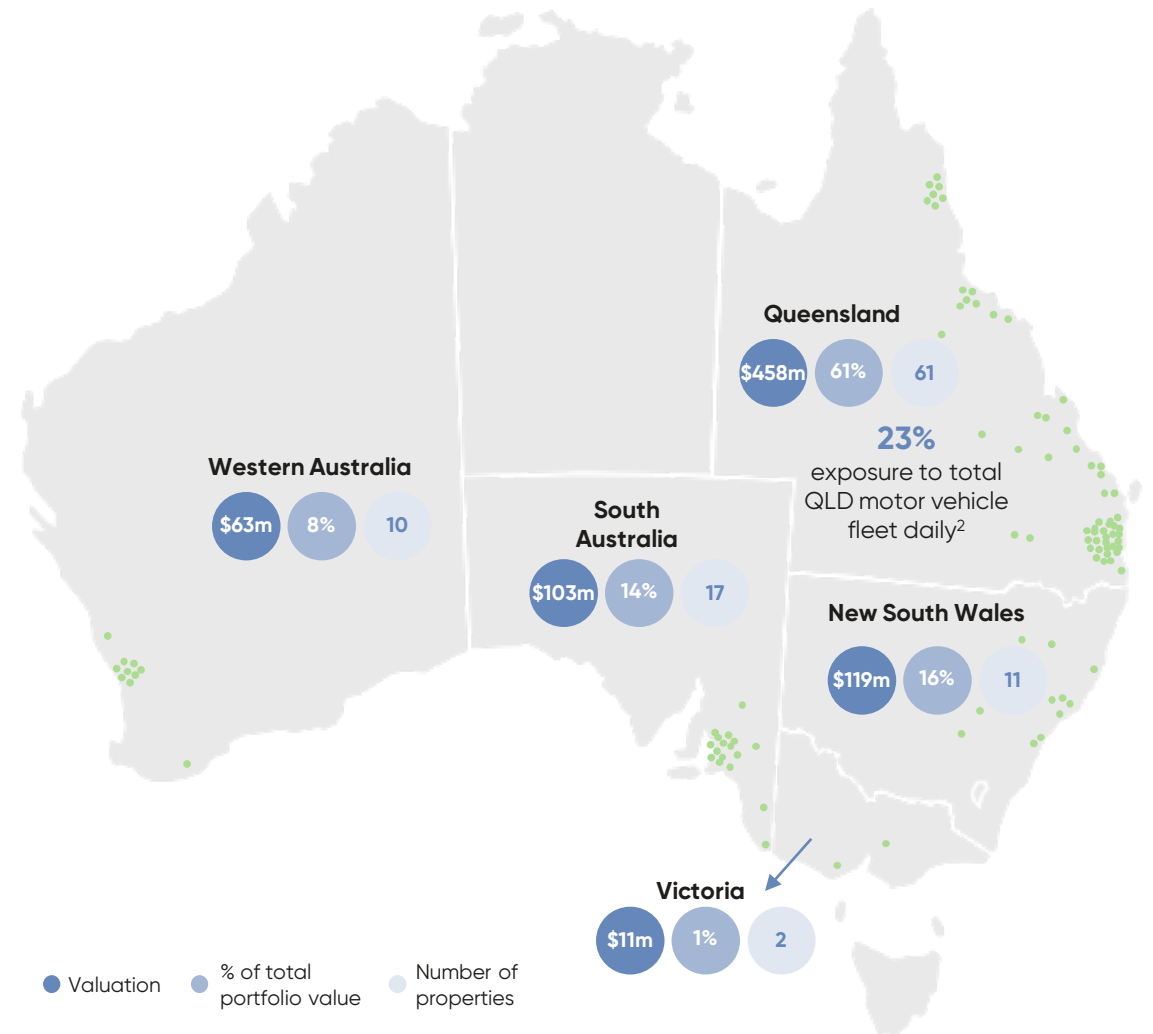 Queensland
$458m 61% 61
23%
exposure to total
QLD motor vehicle
fleet daily2
Western Australia
$63m 8% 10
South
Australia
$103m 14% 17
New South Wales
$119m 16% 11
Victoria
$11m 1% 2
Valuation
% of total
portfolio value
Number of
properties